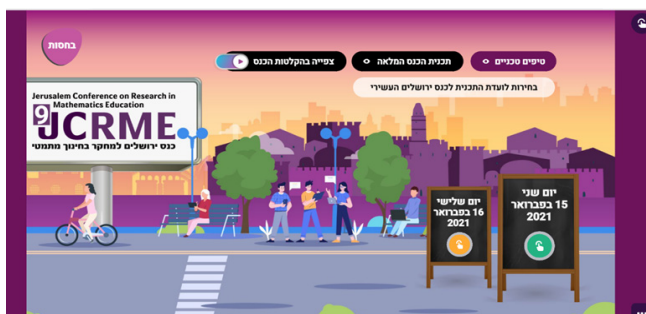 בחסות
טיפים טכניים
תכנית הכנס המלאה
צפייה בהקלטות הכנס
בחירות לועדת התכנית לכנס ירושלים העשירי
Jerusalem Conference on Research in
Mathematics Education
9
JCRME
כנס ירושלים למחקר בחינוך מתמטי
יום שני
15 בפברואר
2021
יום שלישי
16 בפברואר
2021